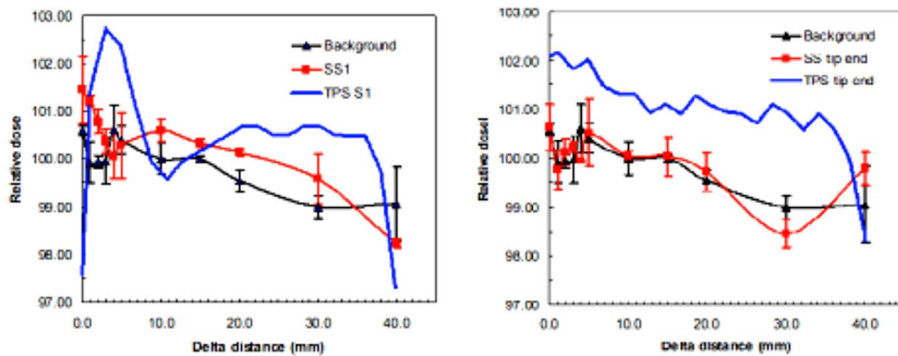 103.00
102.00
101.00
100.00
99.00
98.00
97.00
Relative dose
Background
SS1
TPS S1
0.0 10.0 20.0 30.0 40.0
Delta distance (mm)
103.00
102.00
101.00
100.00
99.00
98.00
97.00
Relative dosel
Background
SS tip end
TPS tip end
0.0 10.0 20.0 30.0 40.0
Delta distance (mm)